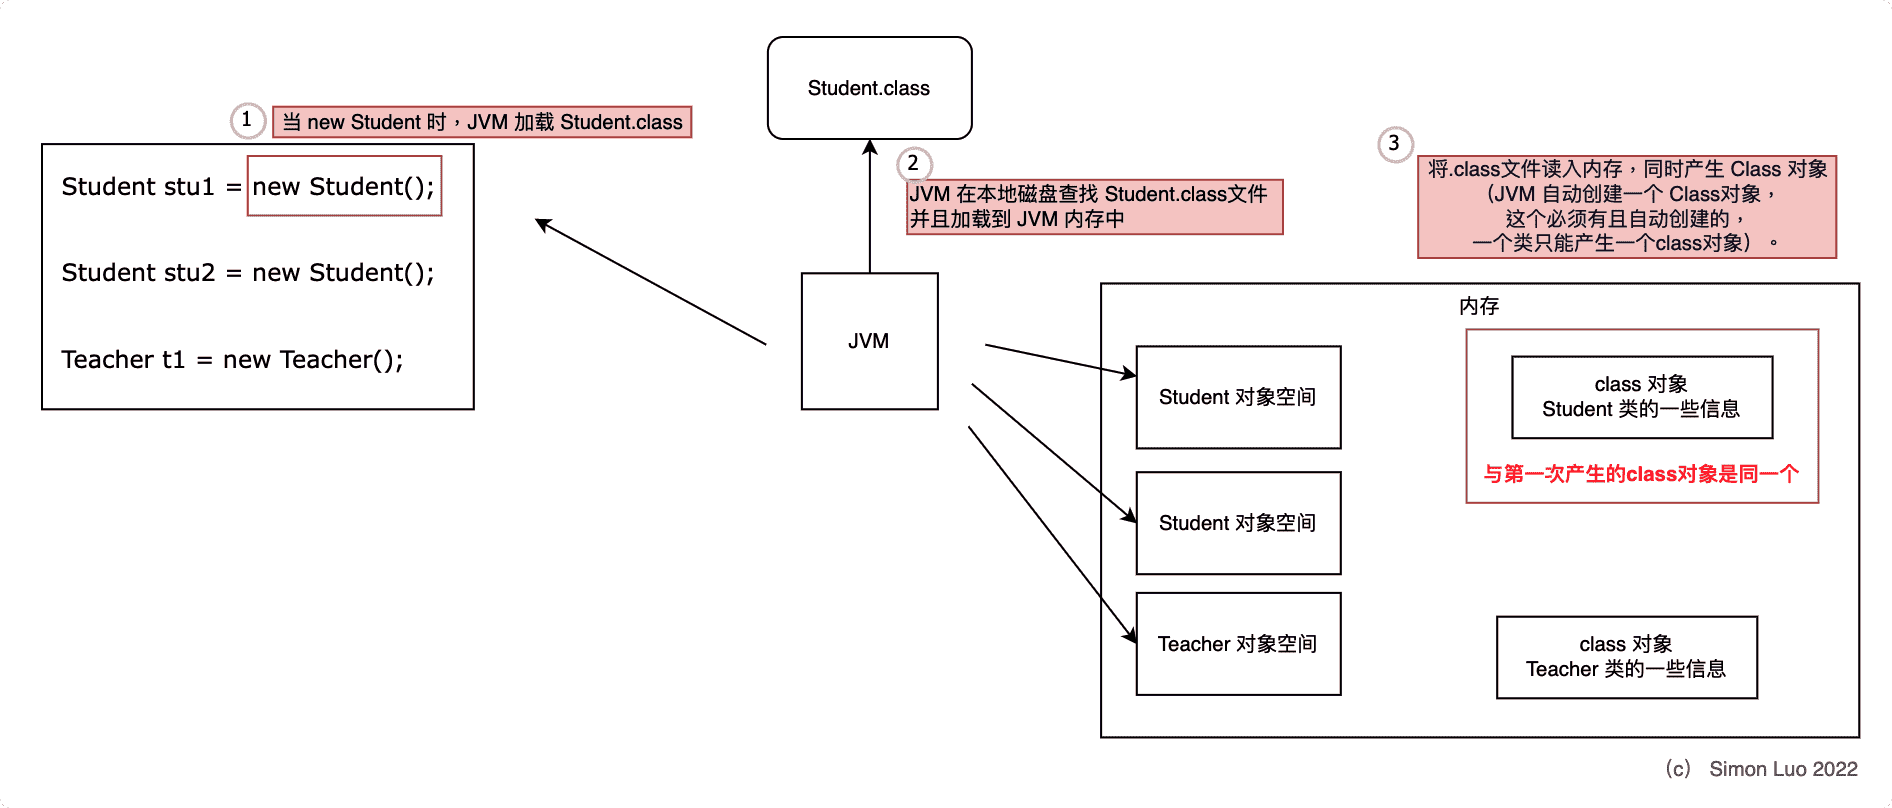 Student.class
1
当 new Student 时，JVM 加载 Student.class
Student stu1 = new Student();
Student stu2 = new Student();
Teacher t1 = new Teacher();
2
JVM 在本地磁盘查找 Student.class文件
并且加载到 JVM 内存中
JVM
3
将.class文件读入内存，同时产生 Class 对象
（JVM 自动创建一个 Class对象，
这个必须有且自动创建的，
一个类只能产生一个class对象）。
内存
Student 对象空间
class 对象
Student 类的一些信息
与第一次产生的class对象是同一个
Student 对象空间
Teacher 对象空间
class 对象
Teacher 类的一些信息
（c） Simon Luo 2022